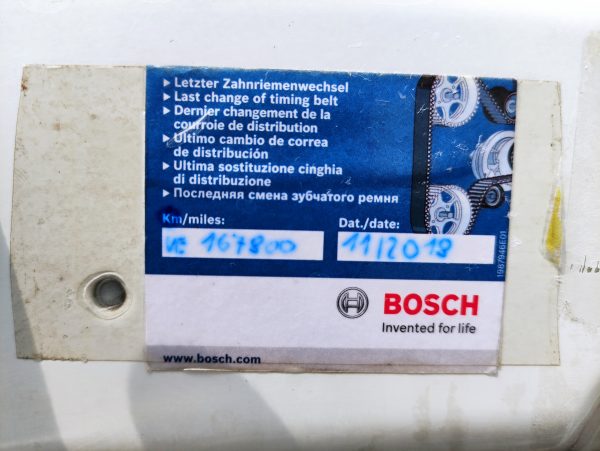 ▸ Letzter Zahnriemenwechsel
▸ Last change of timing belt
▸ Dernier changement de la
courroie de distribution
▸ Ultimo cambio de correa
de distribución
▸ Ultima sostituzione cinghia
di distribuzione
▸ Последняя смена зубчатого ремня
Km/miles: Dat./date:
167800 11/2018
1987946E01
BOSCH
Invented for life
www.bosch.com